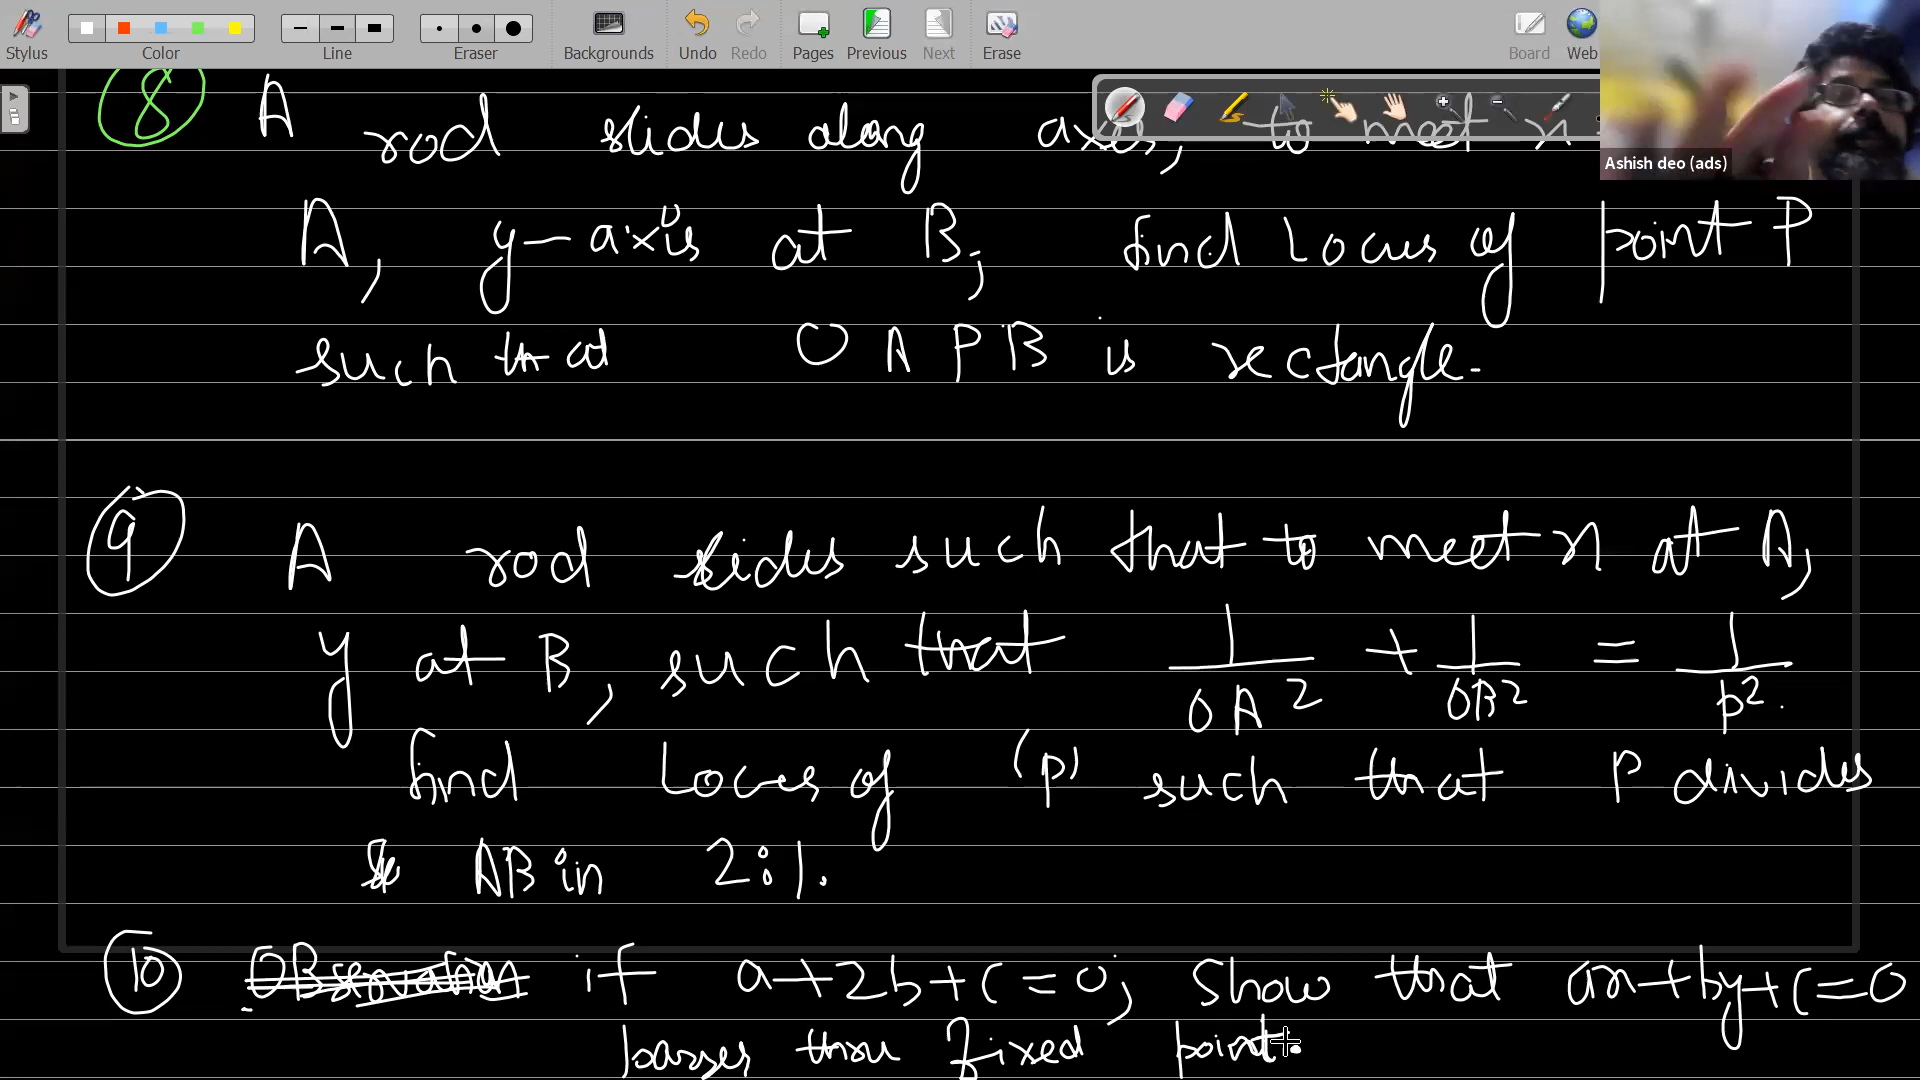 Stylus Color Line Eraser Backgrounds Undo Redo Pages Previous Next Erase Board Web
Ashish deo (ads)
8 A rod slides along axes, to meet x
A, y-axis at B; find Locus of point P
such that OAPB is rectangle.
9 A rod slides such that to meet x at A,
y at B, such that 1/OA² + 1/OB² = 1/p².
find Locus of (P) such that P divides
AB in 2:1.
10 OBservation if a+2b+c=0; Show that ax+by+c=0
passes thru fixed point.